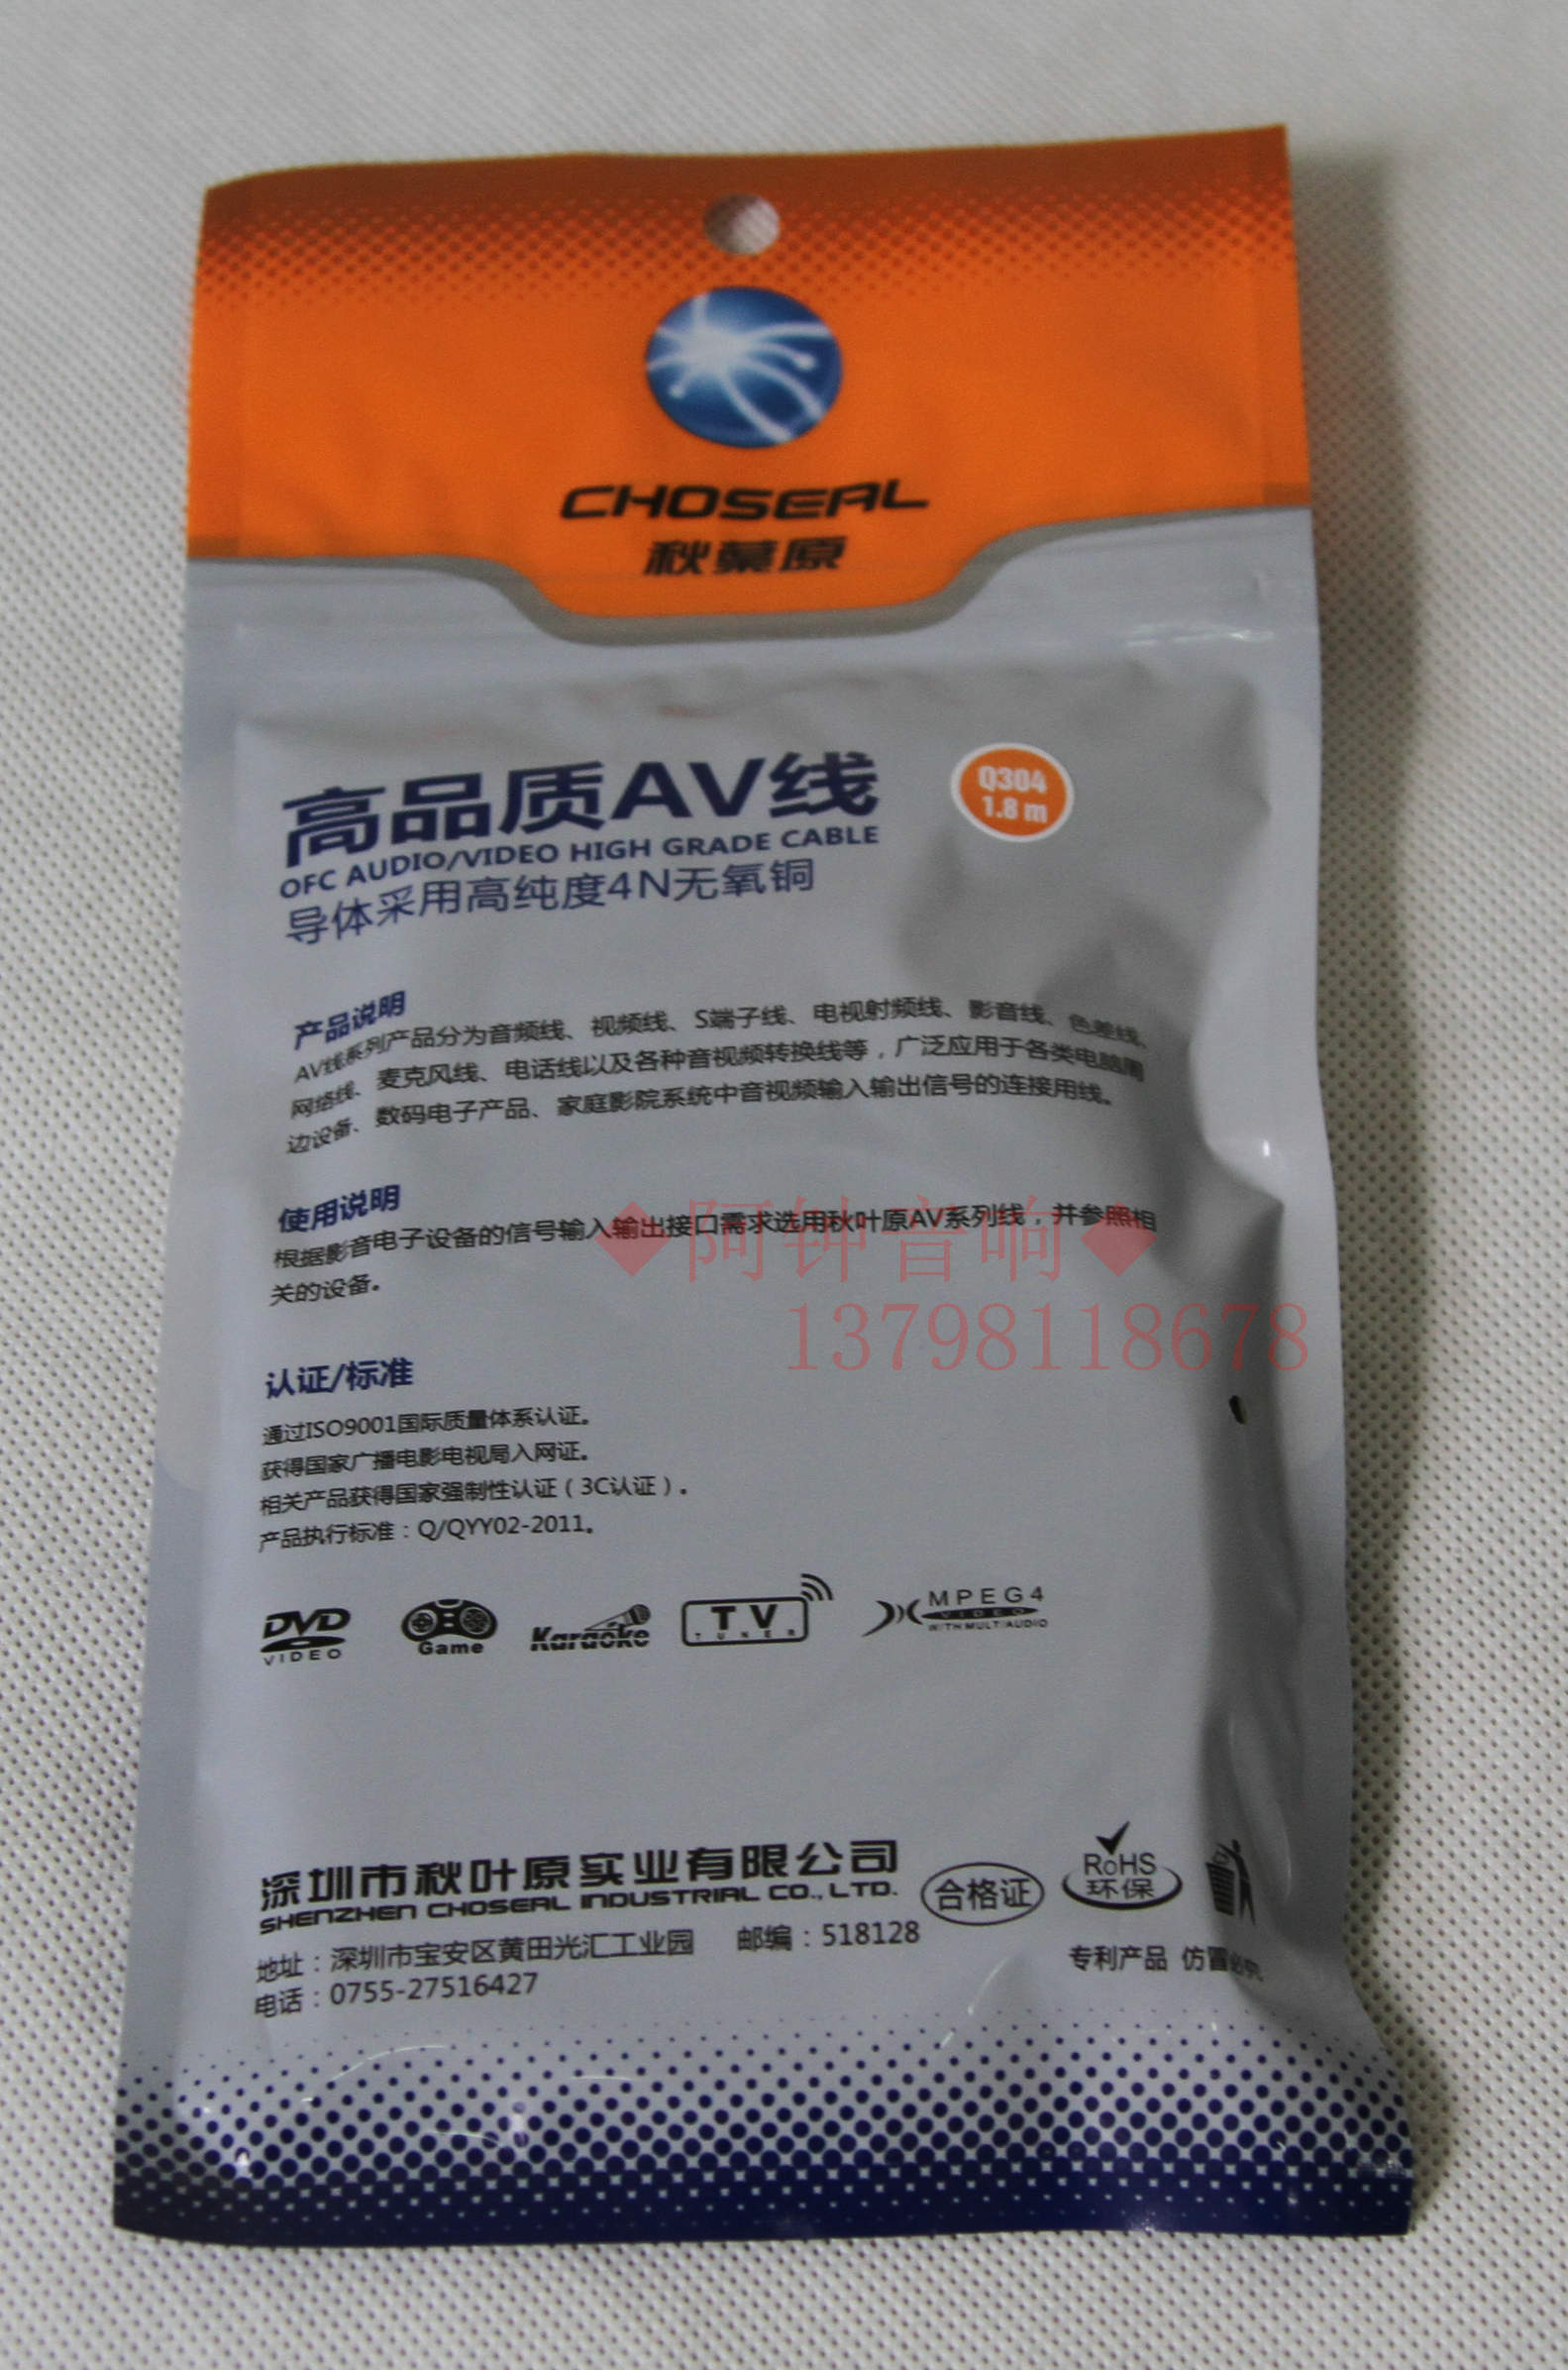 CHOSEAL
秋葉原
高品质AV线
Q304
1.8 m
OFC AUDIO/VIDEO HIGH GRADE CABLE
导体采用高纯度4N无氧铜
产品说明
AV线系列产品分为音频线、视频线、S端子线、电视射频线、影音线、色差线、
网络线、麦克风线、电话线以及各种音视频转换线等，广泛应用于各类电脑周
边设备、数码电子产品、家庭影院系统中音视频输入输出信号的连接用线。
使用说明
根据影音电子设备的信号输入输出接口需求选用秋叶原AV系列线，并参照相
关的设备。
◆阿钟音响◆
13798118678
认证/标准
通过ISO9001国际质量体系认证。
获得国家广播电影电视局入网证。
相关产品获得国家强制性认证（3C认证）。
产品执行标准：Q/QYY02-2011。
DVD
VIDEO
Game
Karaoke
TV
TUNER
MPEG4
VIDEO
WITH MULTI AUDIO
深圳市秋叶原实业有限公司
SHENZHEN CHOSEAL INDUSTRIAL CO., LTD.
合格证
RoHS
环保
地址：深圳市宝安区黄田光汇工业园 邮编：518128
电话：0755-27516427
专利产品 仿冒必究